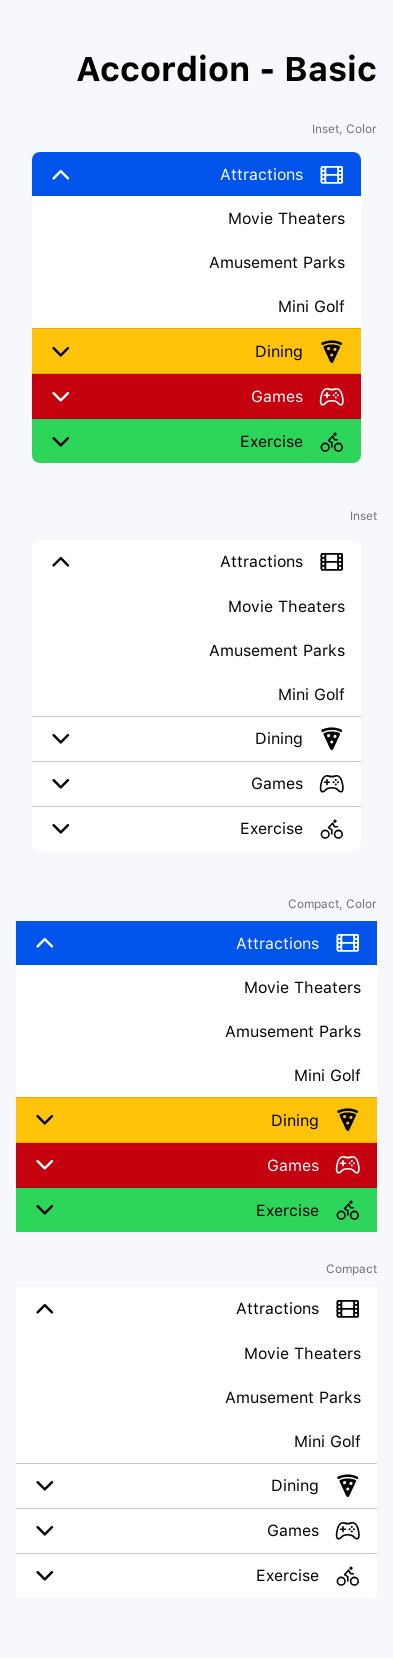 Accordion - Basic
Inset, Color
Attractions
Movie Theaters
Amusement Parks
Mini Golf
Dining
Games
Exercise
Inset
Attractions
Movie Theaters
Amusement Parks
Mini Golf
Dining
Games
Exercise
Compact, Color
Attractions
Movie Theaters
Amusement Parks
Mini Golf
Dining
Games
Exercise
Compact
Attractions
Movie Theaters
Amusement Parks
Mini Golf
Dining
Games
Exercise